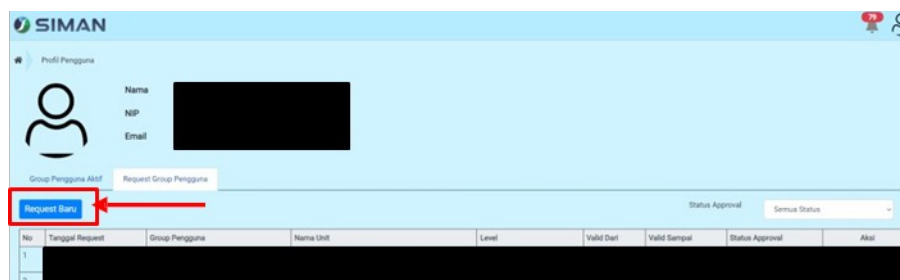 SIMAN
79
Profil Pengguna
Nama
NIP
Email
Group Pengguna Aktif Request Group Pengguna
Request Baru Status Approval Semua Status
No Tanggal Request Group Pengguna Nama Unit Level Valid Dari Valid Sampai Status Approval Aksi
1